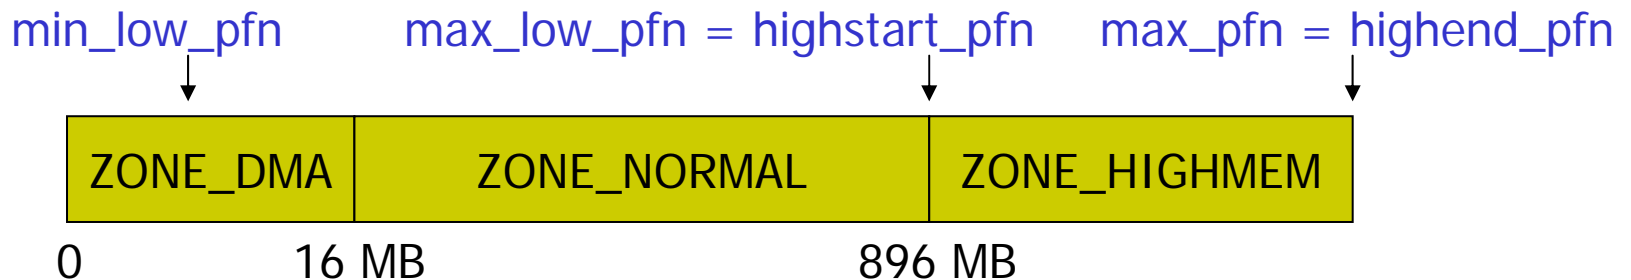 min_low_pfn max_low_pfn = highstart_pfn max_pfn = highend_pfn
ZONE_DMA ZONE_NORMAL ZONE_HIGHMEM
0 16 MB 896 MB